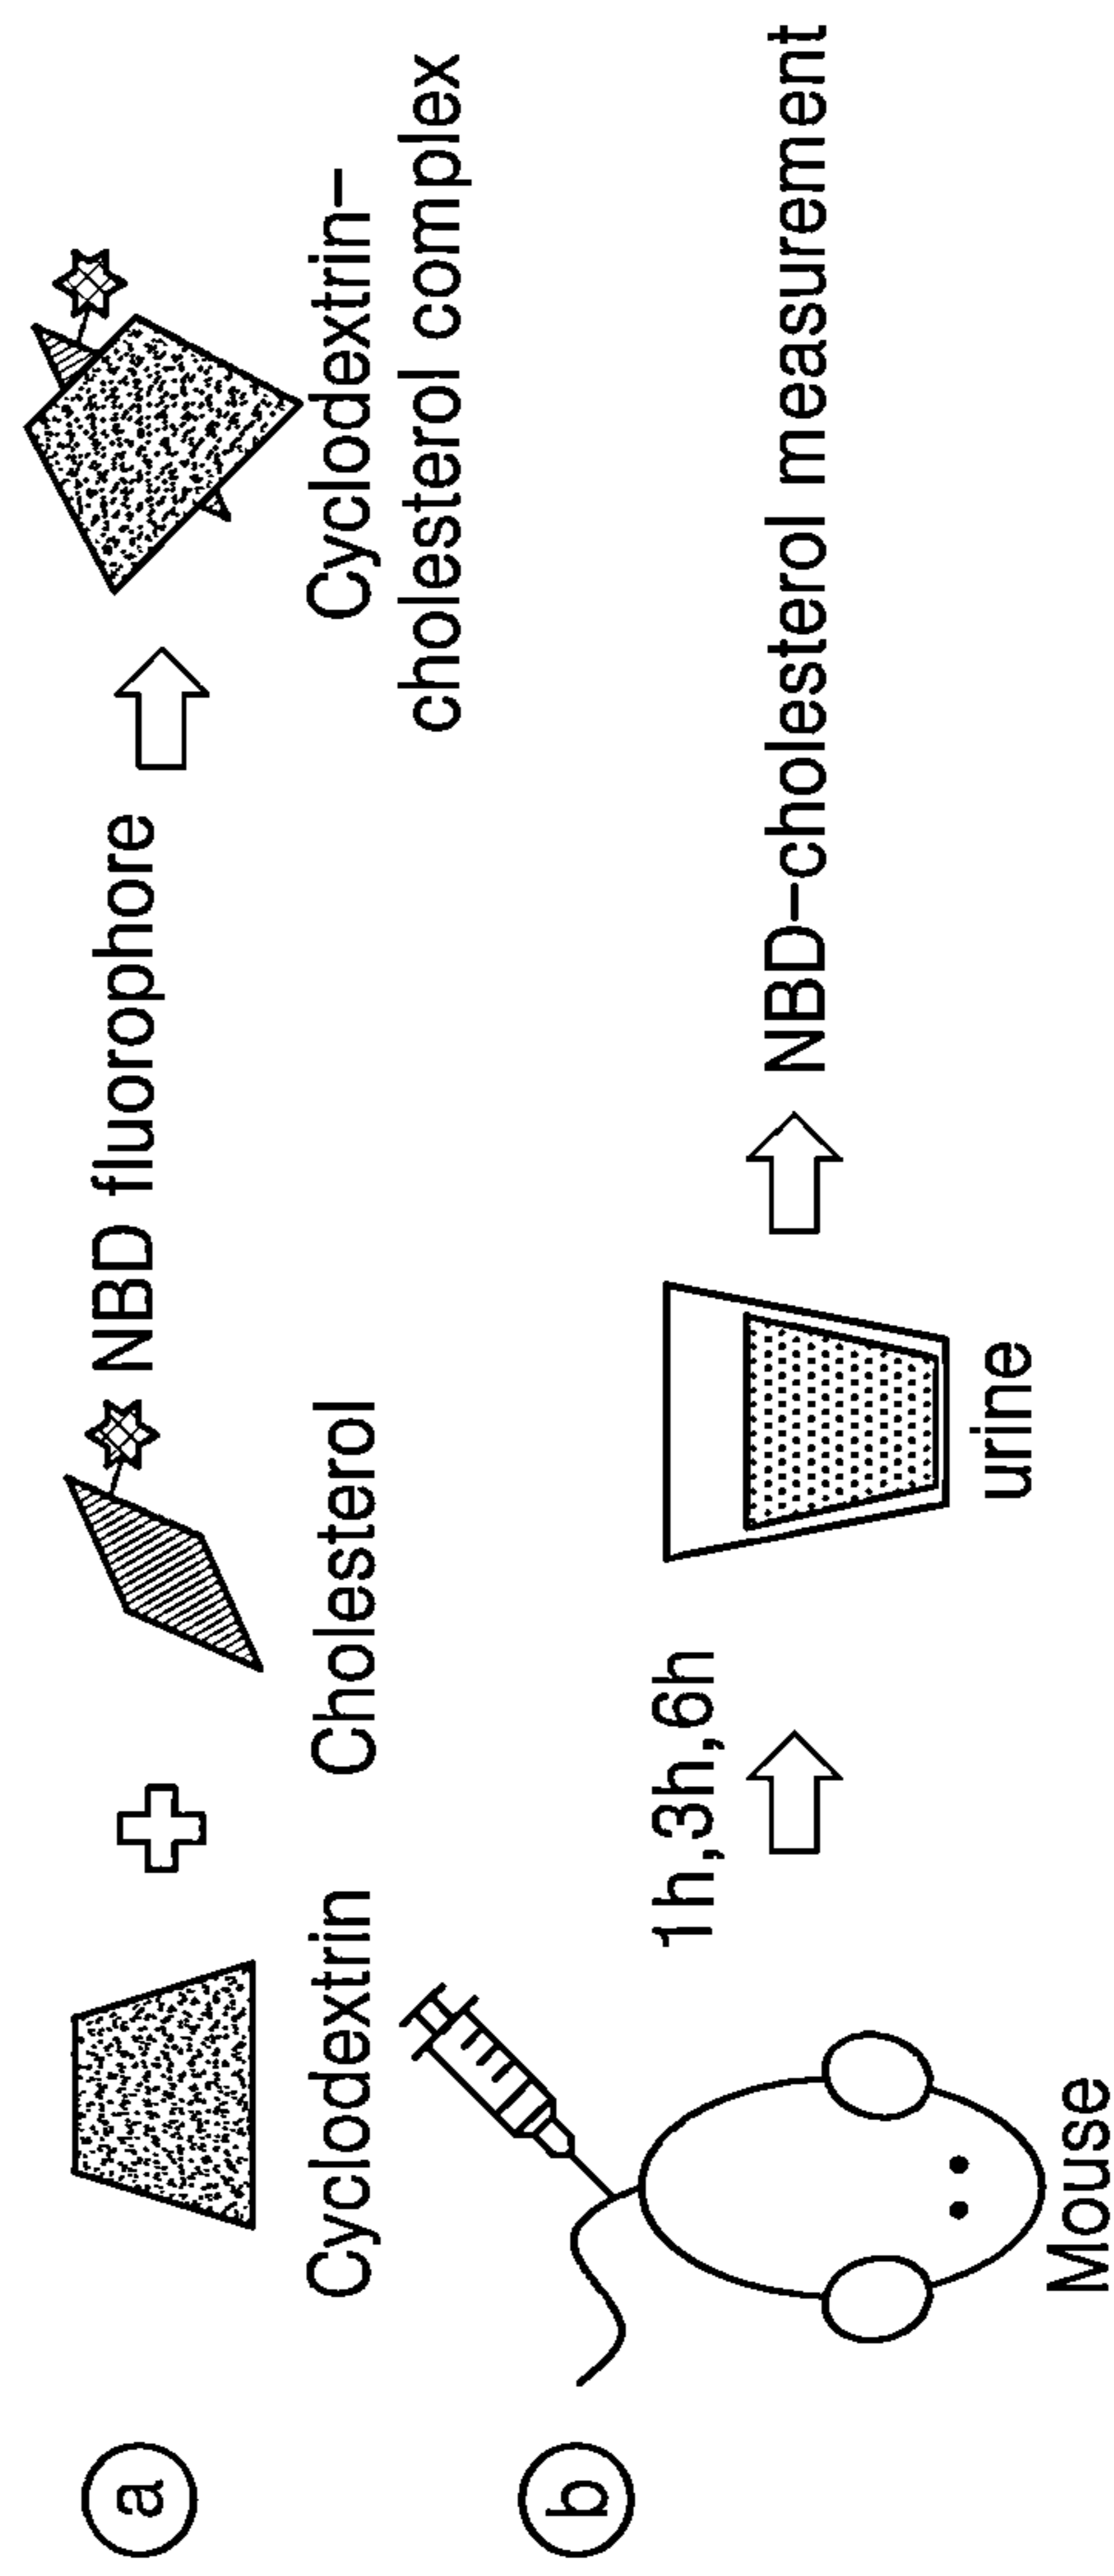 a
NBD fluorophore
Cyclodextrin
Cholesterol
Cyclodextrin-
cholesterol complex
b
1h,3h,6h
NBD-cholesterol measurement
urine
Mouse